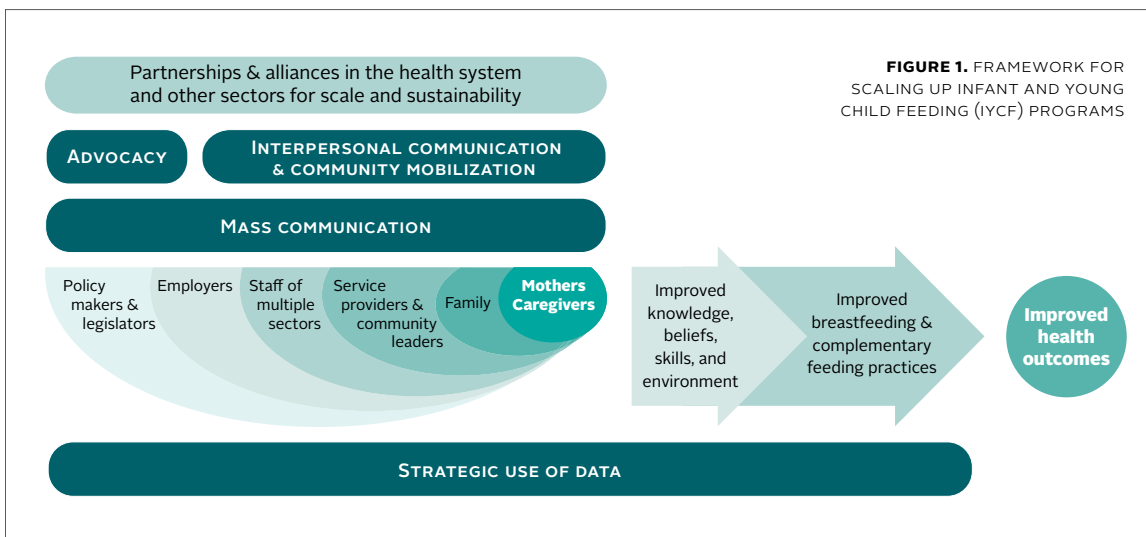 Partnerships & alliances in the health system
and other sectors for scale and sustainability
FIGURE 1. FRAMEWORK FOR
SCALING UP INFANT AND YOUNG
CHILD FEEDING (IYCF) PROGRAMS
ADVOCACY
INTERPERSONAL COMMUNICATION
& COMMUNITY MOBILIZATION
MASS COMMUNICATION
Policy
makers &
legislators
Employers
Staff of
multiple
sectors
Service
providers &
community
leaders
Family
Mothers
Caregivers
Improved
knowledge,
beliefs,
skills, and
environment
Improved
breastfeeding &
complementary
feeding practices
Improved
health
outcomes
STRATEGIC USE OF DATA